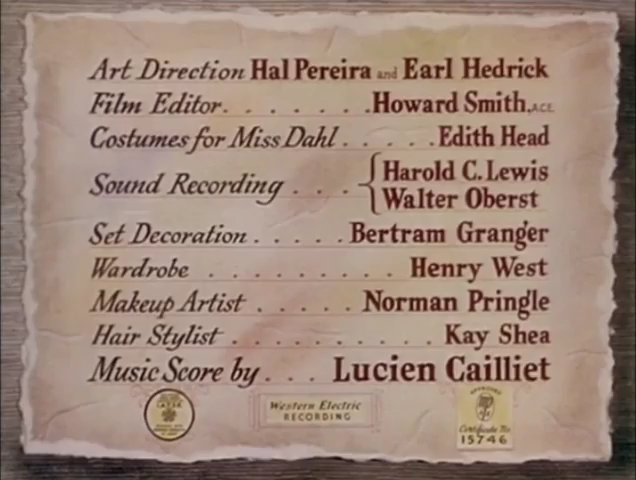 Art Direction Hal Pereira and Earl Hedrick
Film Editor. . . . . . .Howard Smith, A.C.E.
Costumes for Miss Dahl . . . . . Edith Head
Sound Recording . . . { Harold C. Lewis
Walter Oberst
Set Decoration . . . . . Bertram Granger
Wardrobe . . . . . . . . . Henry West
Makeup Artist . . . . . Norman Pringle
Hair Stylist . . . . . . . . . . Kay Shea
Music Score by . . . Lucien Cailliet
I.A.T.S.E.
Western Electric
RECORDING
APPROVED
Certificate No.
15746